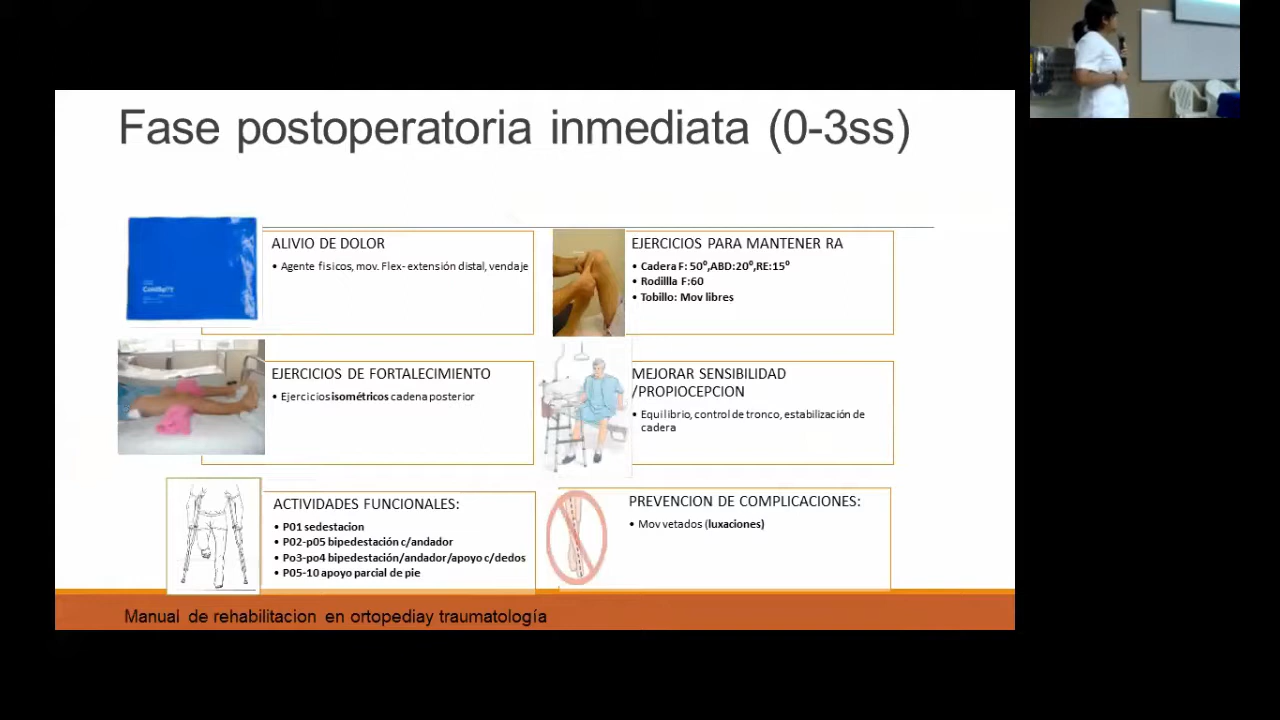 Fase postoperatoria inmediata (0-3ss)
ALIVIO DE DOLOR
• Agente fisicos, mov. Flex- extensión distal, vendaje
EJERCICIOS PARA MANTENER RA
• Cadera F: 50º,ABD:20º,RE:15º
• Rodillla F:60
• Tobillo: Mov libres
EJERCICIOS DE FORTALECIMIENTO
• Ejercicios isométricos cadena posterior
MEJORAR SENSIBILIDAD
/PROPIOCEPCION
• Equilibrio, control de tronco, estabilización de
cadera
ACTIVIDADES FUNCIONALES:
• P01 sedestacion
• P02-p05 bipedestación c/andador
• Po3-po4 bipedestación/andador/apoyo c/dedos
• P05-10 apoyo parcial de pie
PREVENCION DE COMPLICACIONES:
• Mov vetados (luxaciones)
Manual de rehabilitacion en ortopediay traumatología